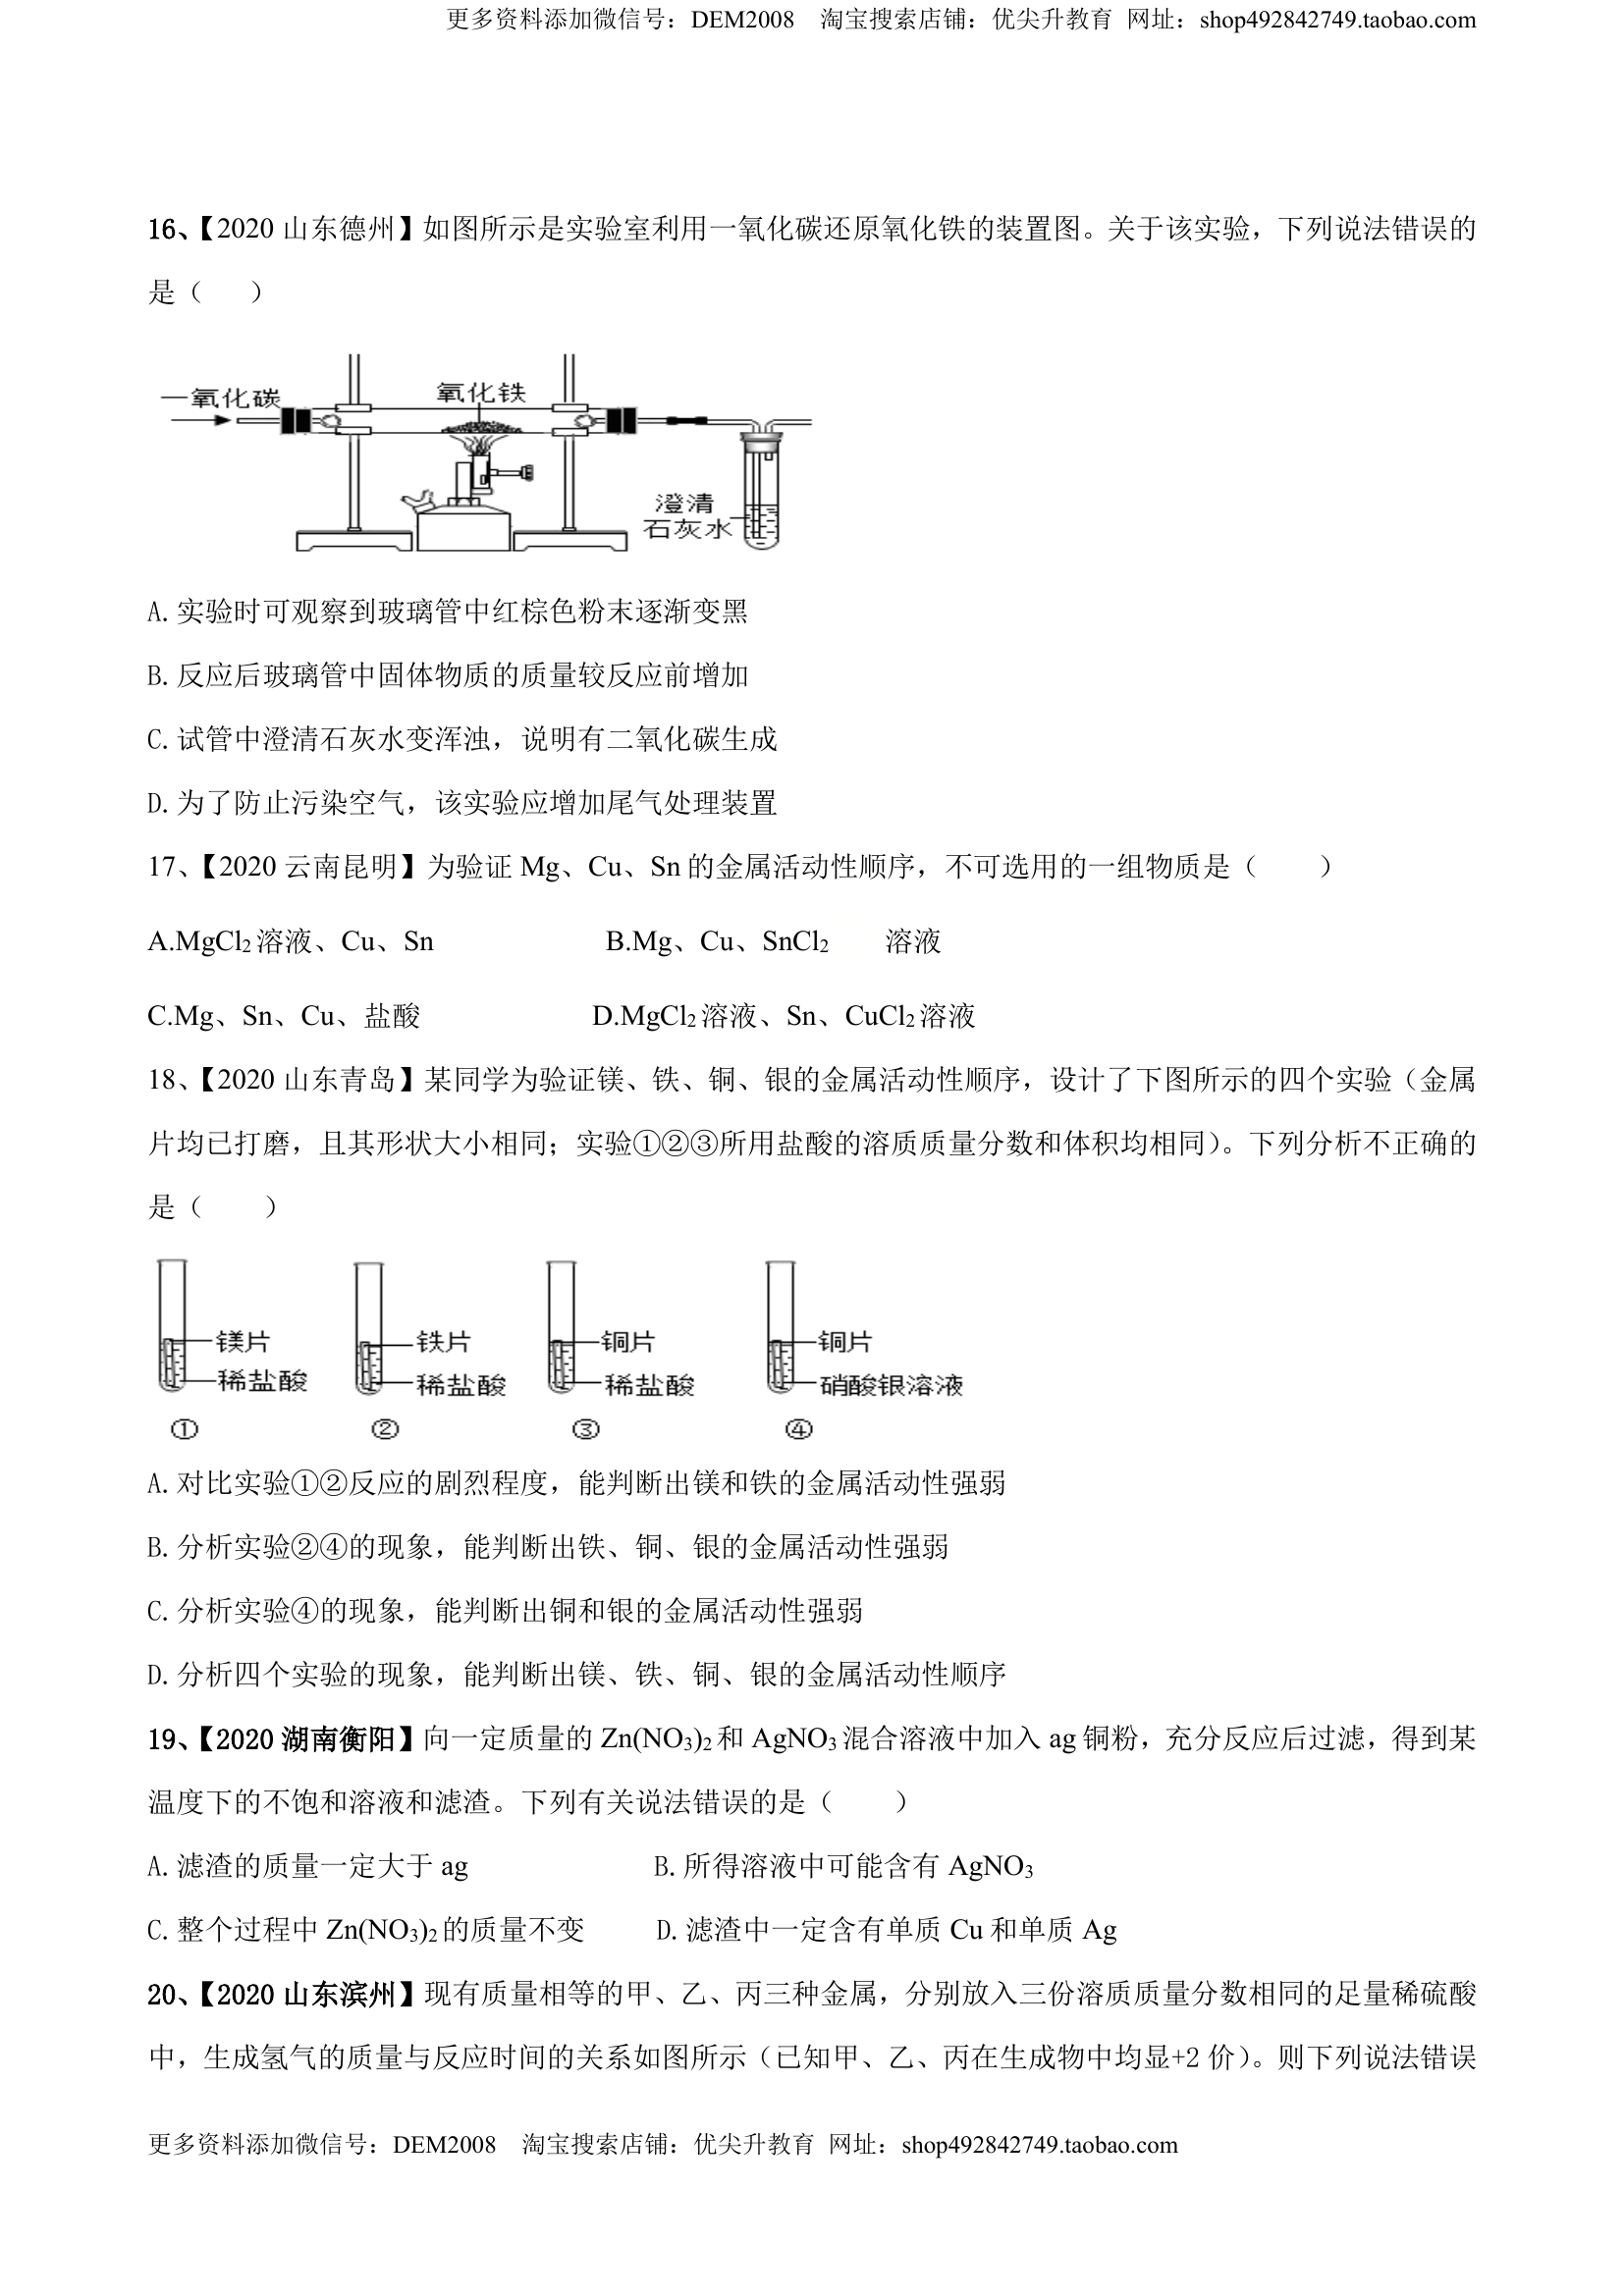 更多资料添加微信号：DEM2008 淘宝搜索店铺：优尖升教育 网址：shop492842749.taobao.com
16、【2020 山东德州】如图所示是实验室利用一氧化碳还原氧化铁的装置图。关于该实验，下列说法错误的
是（ ）
一氧化碳 氧化铁
澄清
石灰水
A.实验时可观察到玻璃管中红棕色粉末逐渐变黑
B.反应后玻璃管中固体物质的质量较反应前增加
C.试管中澄清石灰水变浑浊，说明有二氧化碳生成
D.为了防止污染空气，该实验应增加尾气处理装置
17、【2020 云南昆明】为验证 Mg、Cu、Sn 的金属活动性顺序，不可选用的一组物质是（ ）
A.MgCl₂溶液、Cu、Sn B.Mg、Cu、SnCl₂ 溶液
C.Mg、Sn、Cu、盐酸 D.MgCl₂溶液、Sn、CuCl₂溶液
18、【2020 山东青岛】某同学为验证镁、铁、铜、银的金属活动性顺序，设计了下图所示的四个实验（金属
片均已打磨，且其形状大小相同；实验①②③所用盐酸的溶质质量分数和体积均相同）。下列分析不正确的
是（ ）
镁片 铁片 铜片 铜片
稀盐酸 稀盐酸 稀盐酸 硝酸银溶液
① ② ③ ④
A.对比实验①②反应的剧烈程度，能判断出镁和铁的金属活动性强弱
B.分析实验②④的现象，能判断出铁、铜、银的金属活动性强弱
C.分析实验④的现象，能判断出铜和银的金属活动性强弱
D.分析四个实验的现象，能判断出镁、铁、铜、银的金属活动性顺序
19、【2020 湖南衡阳】向一定质量的 Zn(NO₃)₂和 AgNO₃混合溶液中加入 ag 铜粉，充分反应后过滤，得到某
温度下的不饱和溶液和滤渣。下列有关说法错误的是（ ）
A.滤渣的质量一定大于 ag B.所得溶液中可能含有 AgNO₃
C.整个过程中 Zn(NO₃)₂的质量不变 D.滤渣中一定含有单质 Cu 和单质 Ag
20、【2020 山东滨州】现有质量相等的甲、乙、丙三种金属，分别放入三份溶质质量分数相同的足量稀硫酸
中，生成氢气的质量与反应时间的关系如图所示（已知甲、乙、丙在生成物中均显+2 价）。则下列说法错误
更多资料添加微信号：DEM2008 淘宝搜索店铺：优尖升教育 网址：shop492842749.taobao.com